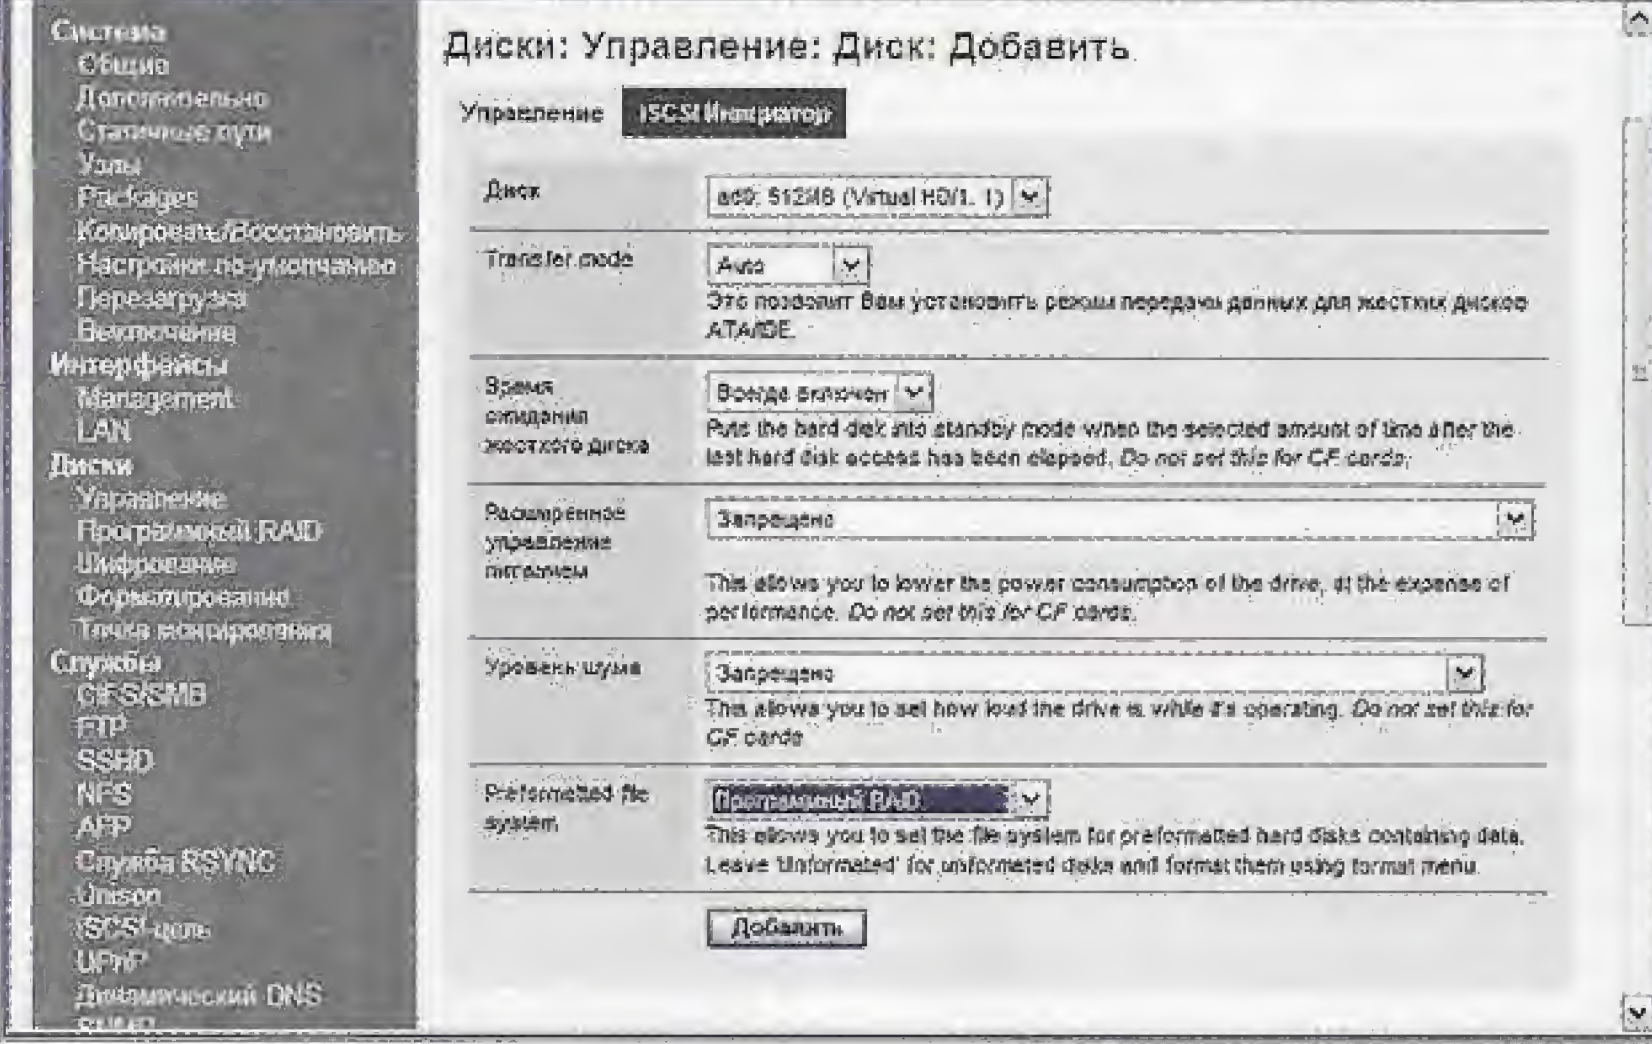 Система
Общие
Дополнительно
Статичные пути
Узлы
Packages
Копировать/Восстановить
Настройки по умолчанию
Перезагрузка
Выключение
Интерфейсы
Management
LAN
Диски
Управление
Программный RAID
Шифрование
Форматирование
Точка монтирования
Службы
CIFS/SMB
FTP
SSHD
NFS
AFP
Служба RSYNC
Unison
iSCSI-цель
UPnP
Динамический DNS
Диски: Управление: Диск: Добавить
Управление
iSCSI Инициатор
Диск
ad0: 512MB (Virtual HD/1. 1)
Transfer mode
Auto
Это позволит Вам установить режим передачи данных для жестких дисков
ATA/IDE.
Время
ожидания
жесткого диска
Всегда включен
Puts the hard disk into standby mode when the selected amount of time after the
last hard disk access has been elapsed. Do not set this for CF cards.
Расширенное
управление
питанием
Запрещено
This allows you to lower the power consumption of the drive, at the expense of
performance. Do not set this for CF cards.
Уровень шума
Запрещено
This allows you to set how loud the drive is while it's operating. Do not set this for
CF cards
Preformatted file
system
Программный RAID
This allows you to set the file system for preformatted hard disks containing data.
Leave 'Unformated' for unformated disks and format them using format menu.
Добавить